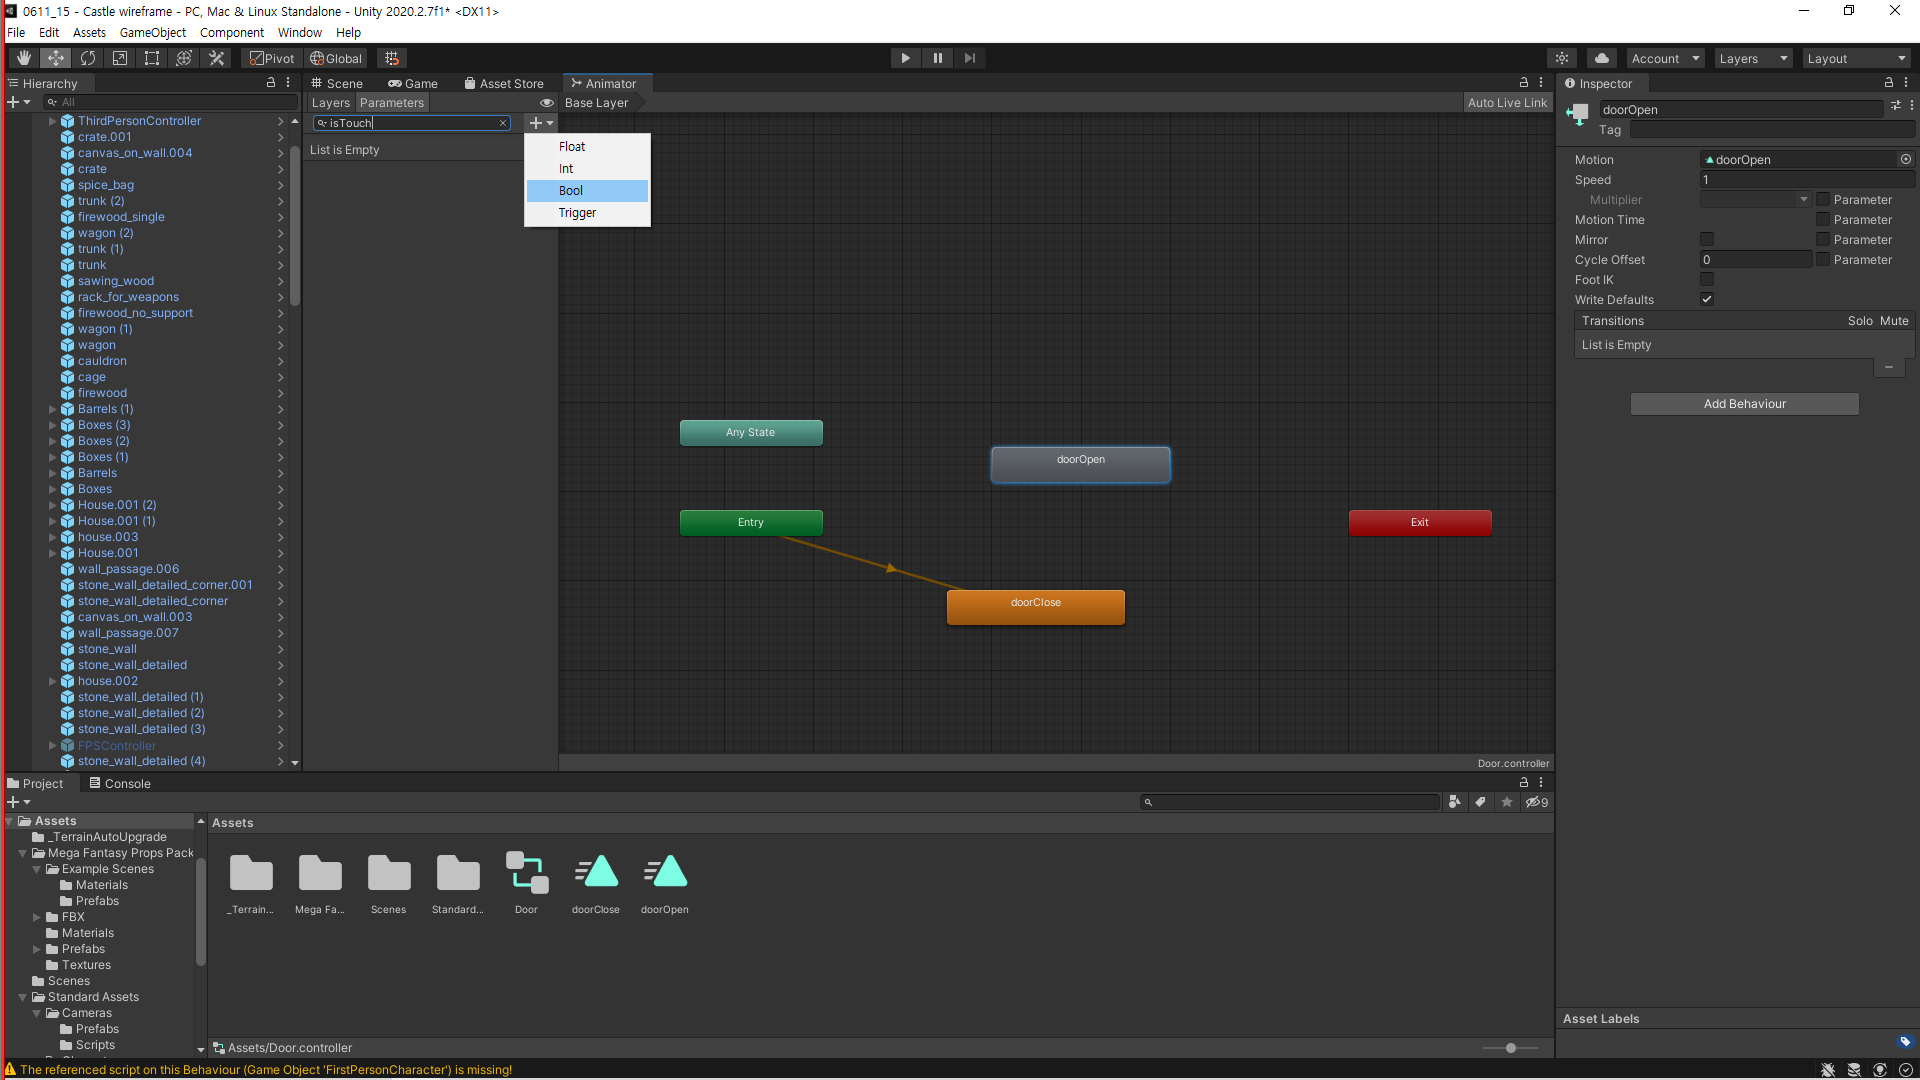 0611_15 - Castle wireframe - PC, Mac & Linux Standalone - Unity 2020.2.7f1* <DX11>
File Edit Assets GameObject Component Window Help
Pivot Global Account Layers Layout
Hierarchy
All
ThirdPersonController
crate.001
canvas_on_wall.004
crate
spice_bag
trunk (2)
firewood_single
wagon (2)
trunk (1)
trunk
sawing_wood
rack_for_weapons
firewood_no_support
wagon (1)
wagon
cauldron
cage
firewood
Barrels (1)
Boxes (3)
Boxes (2)
Boxes (1)
Barrels
Boxes
House.001 (2)
House.001 (1)
house.003
House.001
wall_passage.006
stone_wall_detailed_corner.001
stone_wall_detailed_corner
canvas_on_wall.003
wall_passage.007
stone_wall
stone_wall_detailed
house.002
stone_wall_detailed (1)
stone_wall_detailed (2)
stone_wall_detailed (3)
FPSController
stone_wall_detailed (4)
Scene Game Asset Store Animator
Layers Parameters Base Layer Auto Live Link
isTouch
List is Empty
Float
Int
Bool
Trigger
Any State
doorOpen
Entry
Exit
doorClose
Door.controller
Inspector
doorOpen
Tag
Motion doorOpen
Speed 1
Multiplier Parameter
Motion Time Parameter
Mirror Parameter
Cycle Offset 0 Parameter
Foot IK
Write Defaults
Transitions Solo Mute
List is Empty
Add Behaviour
Asset Labels
Project Console
9
Assets
_TerrainAutoUpgrade
Mega Fantasy Props Pack
Example Scenes
Materials
Prefabs
FBX
Materials
Prefabs
Textures
Scenes
Standard Assets
Cameras
Prefabs
Scripts
Assets
_Terrain... Mega Fa... Scenes Standard... Door doorClose doorOpen
Assets/Door.controller
The referenced script on this Behaviour (Game Object 'FirstPersonCharacter') is missing!